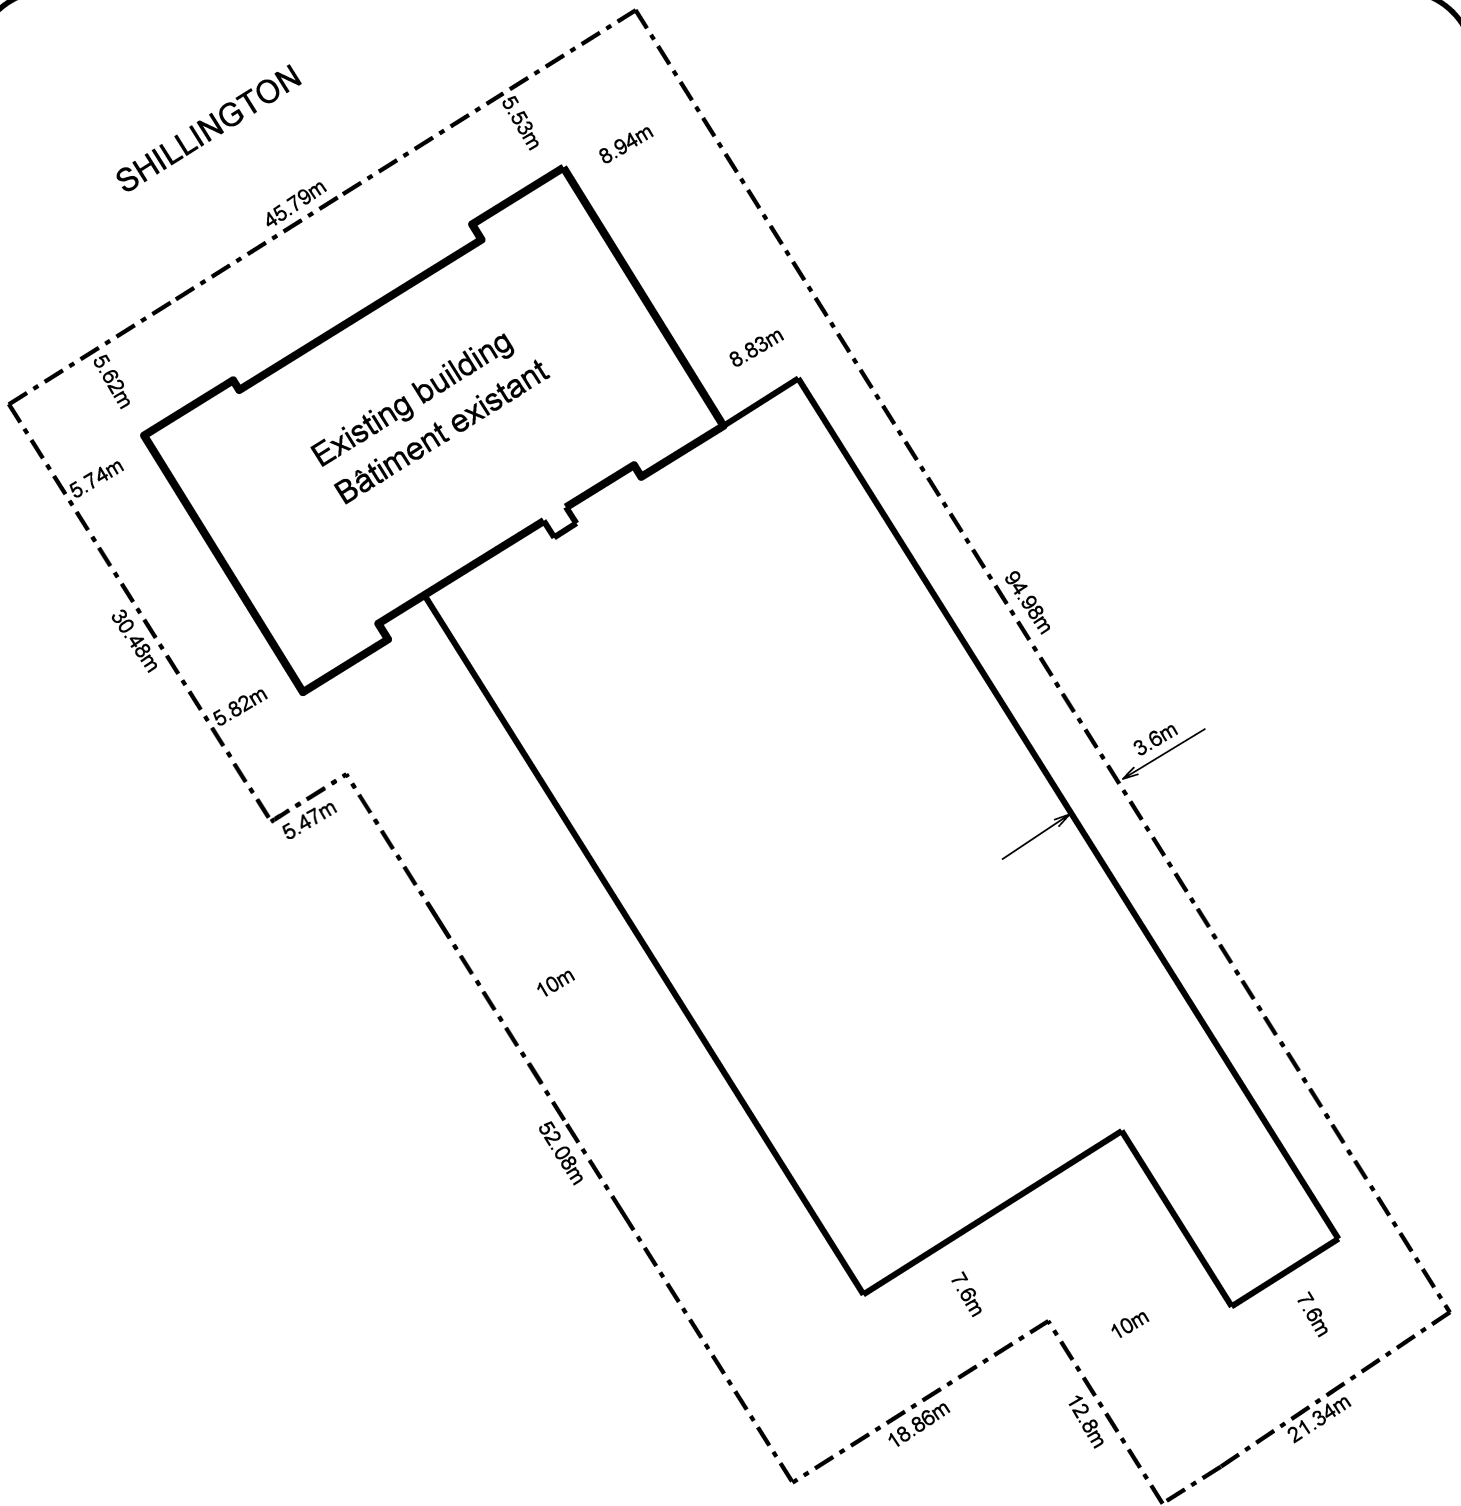 SHILLINGTON
45.79m
5.53m
8.94m
5.62m
5.74m
Existing building
Bâtiment existant
8.83m
30.48m
5.82m
94.98m
3.6m
5.47m
10m
52.08m
7.6m
10m
7.6m
18.86m
12.8m
21.34m